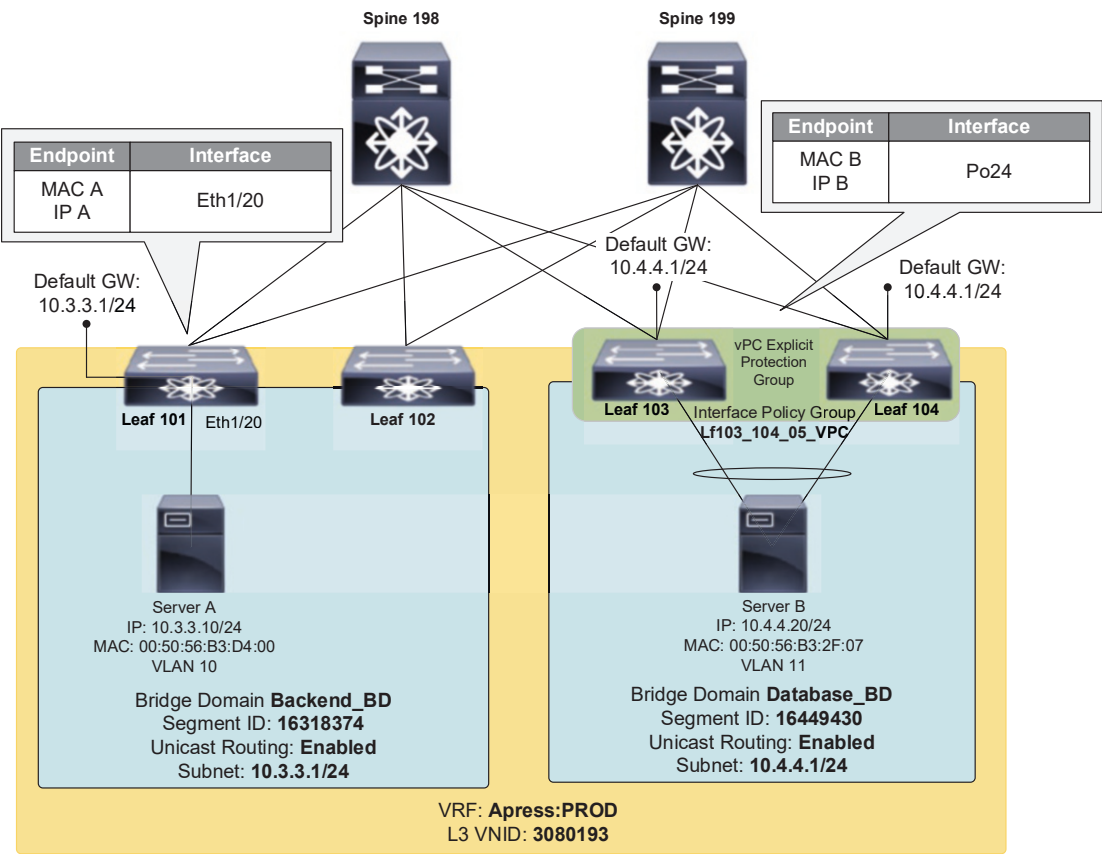 Spine 198
Spine 199
Endpoint Interface
MAC A
IP A
Eth1/20
Endpoint Interface
MAC B
IP B
Po24
Default GW:
10.3.3.1/24
Default GW:
10.4.4.1/24
Default GW:
10.4.4.1/24
vPC Explicit
Protection
Group
Leaf 101
Eth1/20
Leaf 102
Leaf 103
Interface Policy Group
Lf103_104_05_VPC
Leaf 104
Server A
IP: 10.3.3.10/24
MAC: 00:50:56:B3:D4:00
VLAN 10
Server B
IP: 10.4.4.20/24
MAC: 00:50:56:B3:2F:07
VLAN 11
Bridge Domain Backend_BD
Segment ID: 16318374
Unicast Routing: Enabled
Subnet: 10.3.3.1/24
Bridge Domain Database_BD
Segment ID: 16449430
Unicast Routing: Enabled
Subnet: 10.4.4.1/24
VRF: Apress:PROD
L3 VNID: 3080193